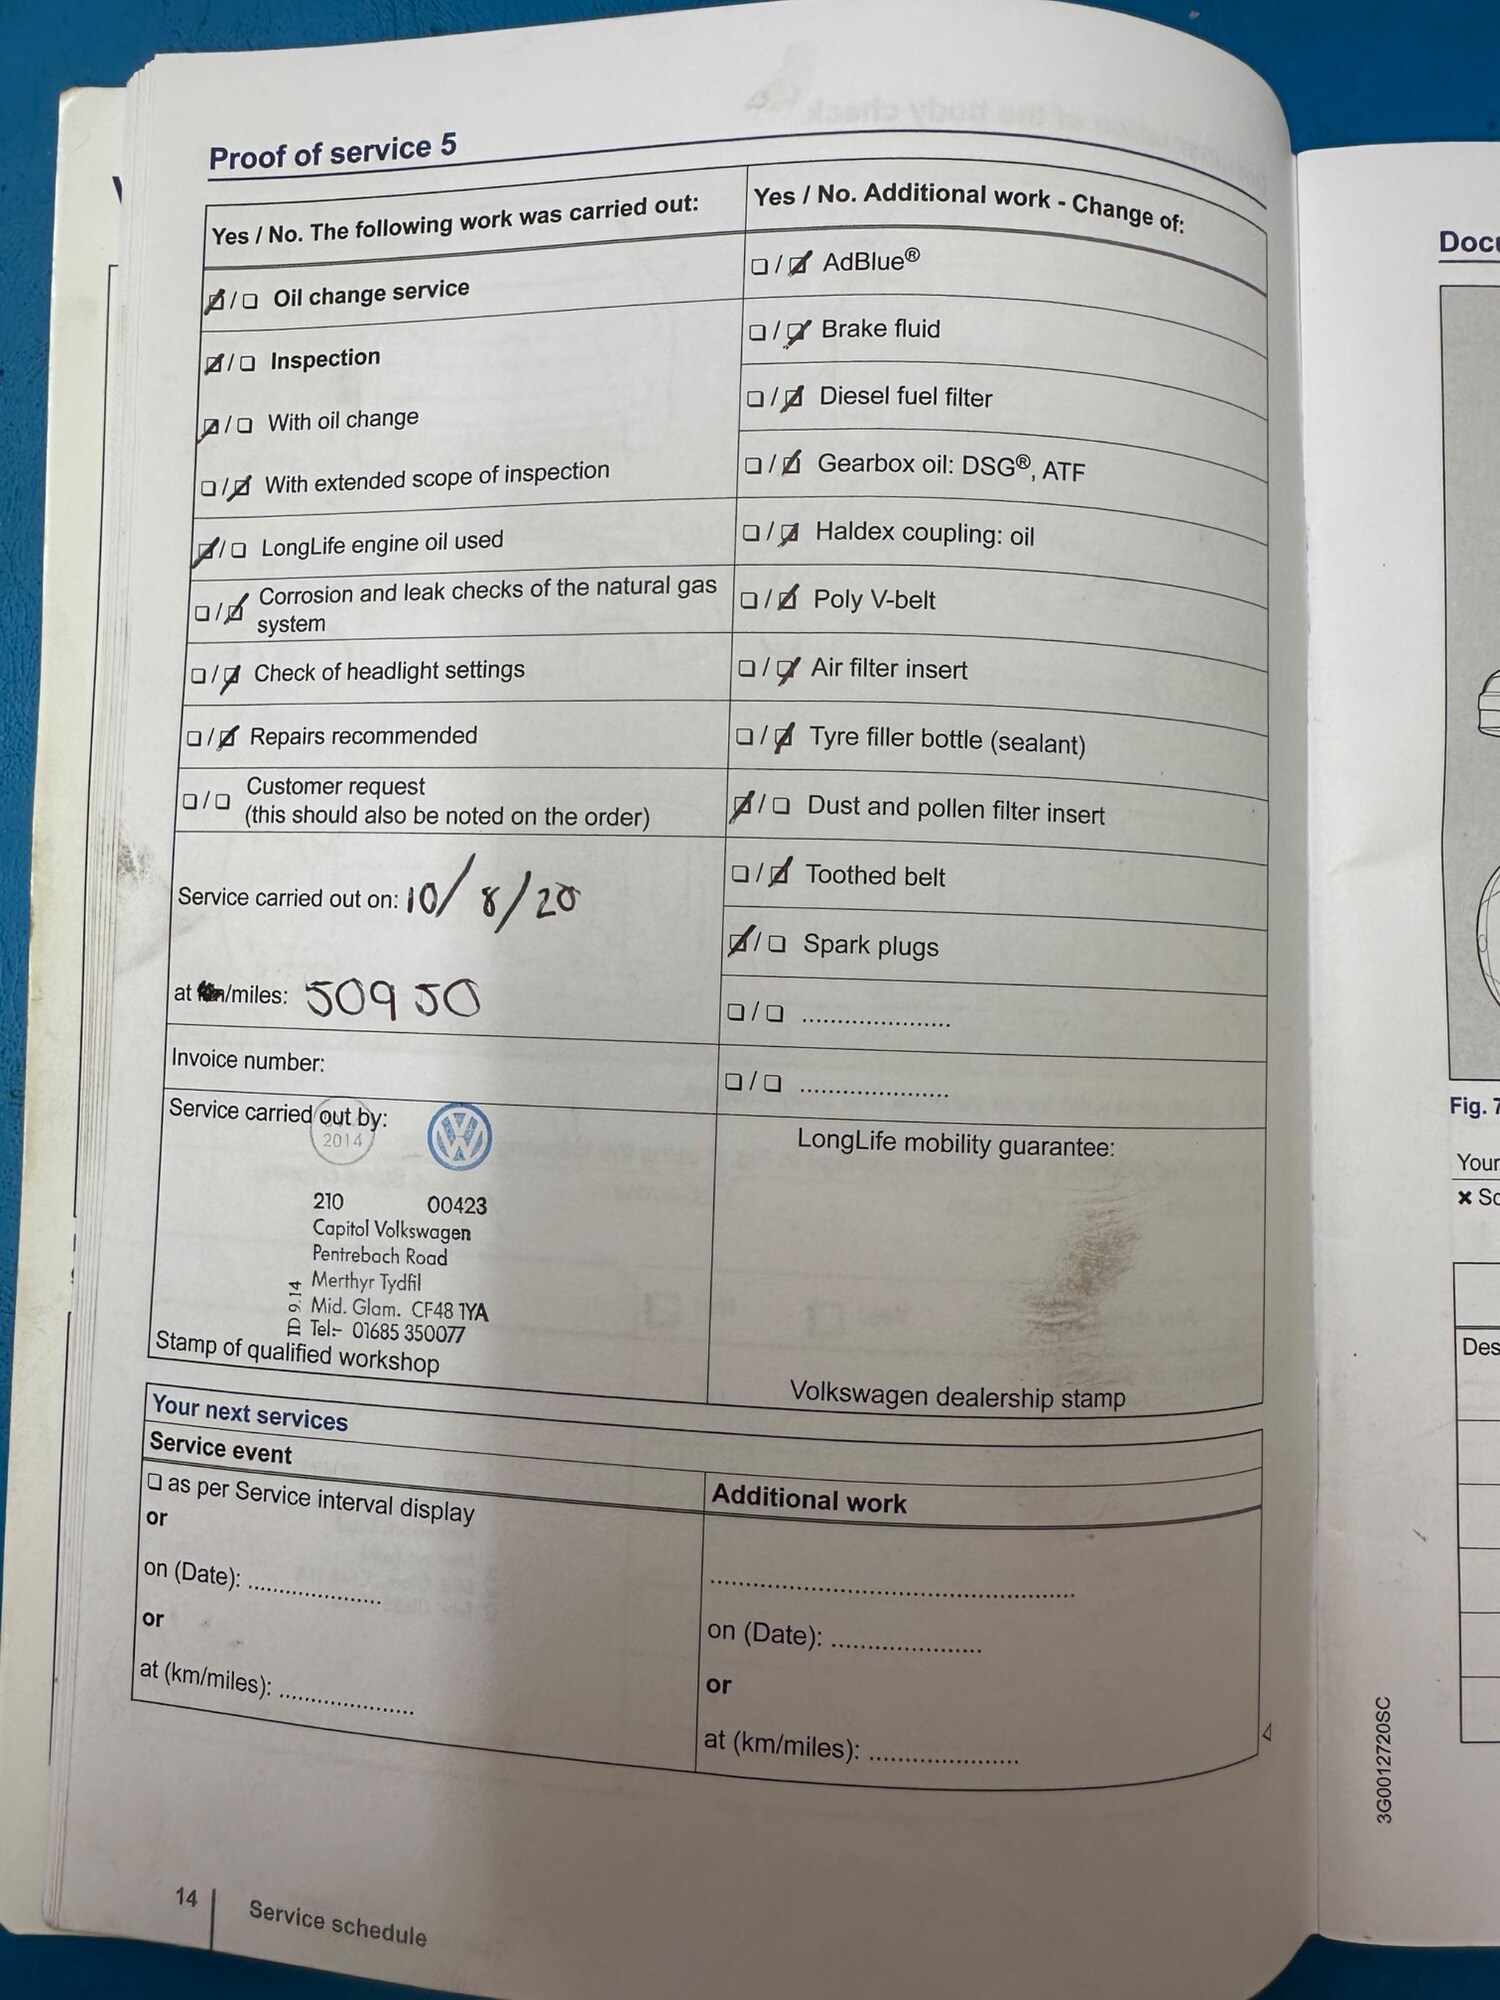 Proof of service 5
Yes / No. The following work was carried out:
☑/☐ Oil change service
☑/☐ Inspection
☑/☐ With oil change
☐/☑ With extended scope of inspection
☑/☐ LongLife engine oil used
☐/☑ Corrosion and leak checks of the natural gas
system
☐/☑ Check of headlight settings
☐/☑ Repairs recommended
☐/☐ Customer request
(this should also be noted on the order)
Service carried out on: 10/8/20
at km/miles: 50950
Invoice number:
Service carried out by:
2014
210 00423
Capitol Volkswagen
Pentrebach Road
Merthyr Tydfil
Mid. Glam. CF48 1YA
Tel:- 01685 350077
ID 9.14
Stamp of qualified workshop
Yes / No. Additional work - Change of:
☐/☑ AdBlue®
☐/☑ Brake fluid
☐/☑ Diesel fuel filter
☐/☑ Gearbox oil: DSG®, ATF
☐/☑ Haldex coupling: oil
☐/☑ Poly V-belt
☐/☑ Air filter insert
☐/☑ Tyre filler bottle (sealant)
☑/☐ Dust and pollen filter insert
☐/☑ Toothed belt
☑/☐ Spark plugs
☐/☐ .....................
☐/☐ .....................
LongLife mobility guarantee:
Volkswagen dealership stamp
Your next services
Service event
☐ as per Service interval display
or
on (Date): ...................
or
at (km/miles): ...................
Additional work
..................................................
on (Date): .....................
or
at (km/miles): .....................
14 Service schedule
3G0012720SC
Fig. 7
Your